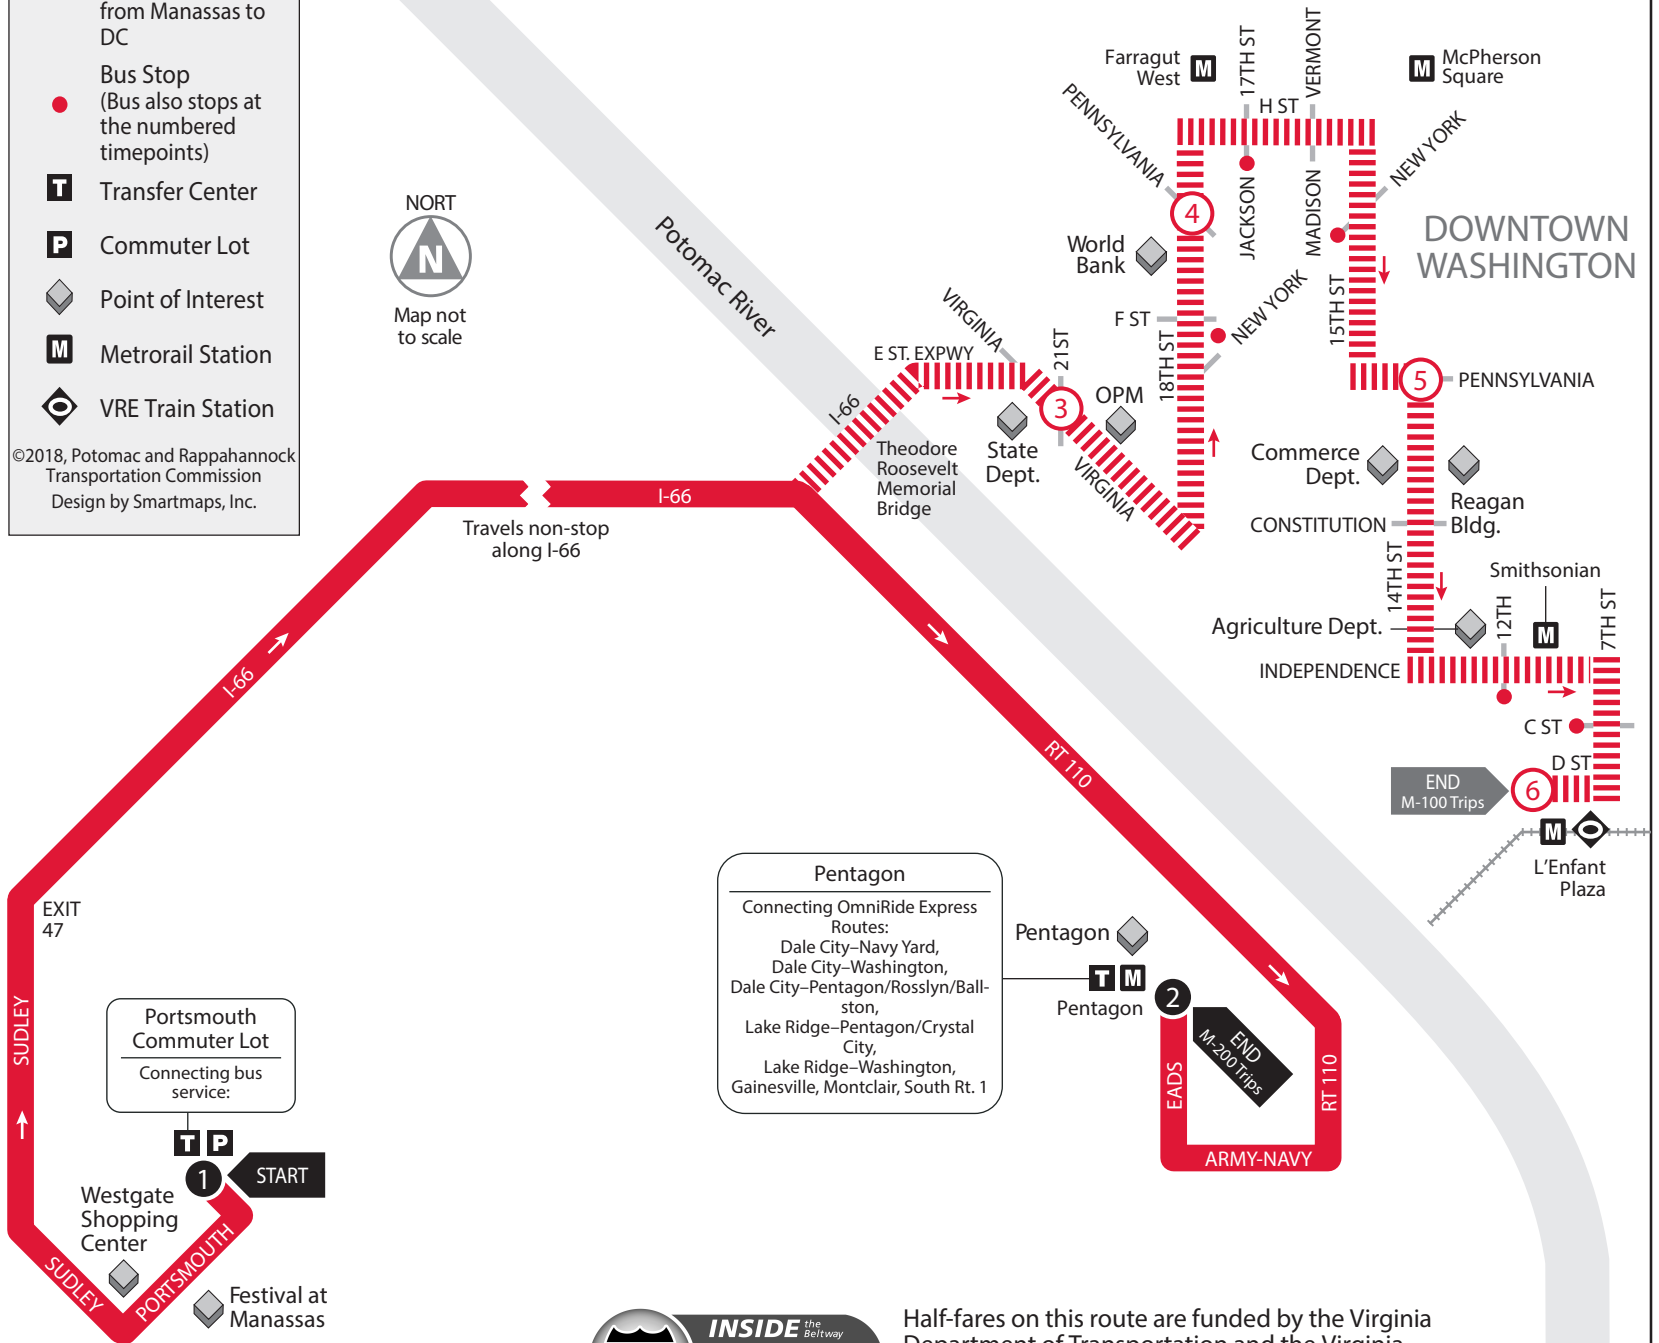 from Manassas to
DC
Bus Stop
(Bus also stops at
the numbered
timepoints)
T Transfer Center
P Commuter Lot
Point of Interest
M Metrorail Station
VRE Train Station
©2018, Potomac and Rappahannock
Transportation Commission
Design by Smartmaps, Inc.
NORT
N
Map not
to scale
Potomac River
Farragut
West
M
17TH ST
VERMONT
M
McPherson
Square
H ST
PENNSYLVANIA
NEW YORK
4
JACKSON
MADISON
DOWNTOWN
WASHINGTON
World
Bank
15TH ST
F ST
NEW YORK
18TH ST
VIRGINIA
21ST
E ST. EXPWY
5
PENNSYLVANIA
I-66
3
OPM
State
Dept.
VIRGINIA
Theodore
Roosevelt
Memorial
Bridge
Commerce
Dept.
Reagan
Bldg.
CONSTITUTION
14TH ST
Smithsonian
M
12TH
7TH ST
Agriculture Dept.
INDEPENDENCE
C ST
D ST
END
M-100 Trips
6
M
L'Enfant
Plaza
I-66
Travels non-stop
along I-66
I-66
RT 110
EXIT
47
SUDLEY
Portsmouth
Commuter Lot
Connecting bus
service:
T P
1
START
Westgate
Shopping
Center
SUDLEY
PORTSMOUTH
Festival at
Manassas
Pentagon
Connecting OmniRide Express
Routes:
Dale City–Navy Yard,
Dale City–Washington,
Dale City–Pentagon/Rosslyn/Ball-
ston,
Lake Ridge–Pentagon/Crystal
City,
Lake Ridge–Washington,
Gainesville, Montclair, South Rt. 1
Pentagon
T M
Pentagon
2
END
M-200 Trips
EADS
RT 110
ARMY-NAVY
INSIDE the
Beltway
Half-fares on this route are funded by the Virginia
Department of Transportation and the Virginia